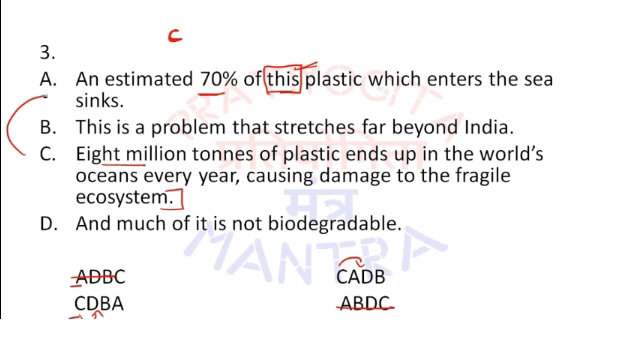 C
3.
A. An estimated 70% of this plastic which enters the sea
sinks.
B. This is a problem that stretches far beyond India.
C. Eight million tonnes of plastic ends up in the world's
oceans every year, causing damage to the fragile
ecosystem.
D. And much of it is not biodegradable.
PRATIYOGITA
प्रतियोगिता
मंत्र
MANTRA
ADBC CADB
CDBA ABDC